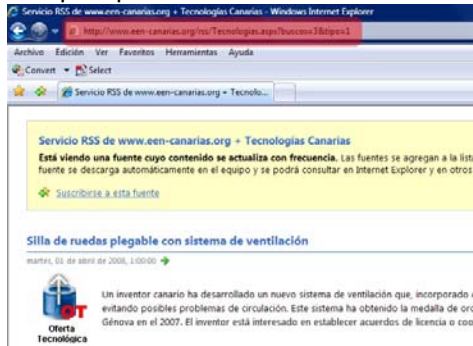 Servicio RSS de www.een-canarias.org + Tecnologías Canarias - Windows Internet Explorer
http://www.een-canarias.org/rss/Tecnologias.aspx?buscos=3&tipo=1
Archivo Edición Ver Favoritos Herramientas Ayuda
Convert Select
Servicio RSS de www.een-canarias.org + Tecnolo...
Servicio RSS de www.een-canarias.org + Tecnologías Canarias
Está viendo una fuente cuyo contenido se actualiza con frecuencia. Las fuentes se agregan a la lista
fuente se descarga automáticamente en el equipo y se podrá consultar en Internet Explorer y en otros
Suscribirse a esta fuente
Silla de ruedas plegable con sistema de ventilación
martes, 01 de abril de 2008, 1:00:00
OT
Oferta
Tecnológica
Un inventor canario ha desarrollado un nuevo sistema de ventilación que, incorporado
evitando posibles problemas de circulación. Este sistema ha obtenido la medalla de oro
Génova en el 2007. El inventor está interesado en establecer acuerdos de licencia o